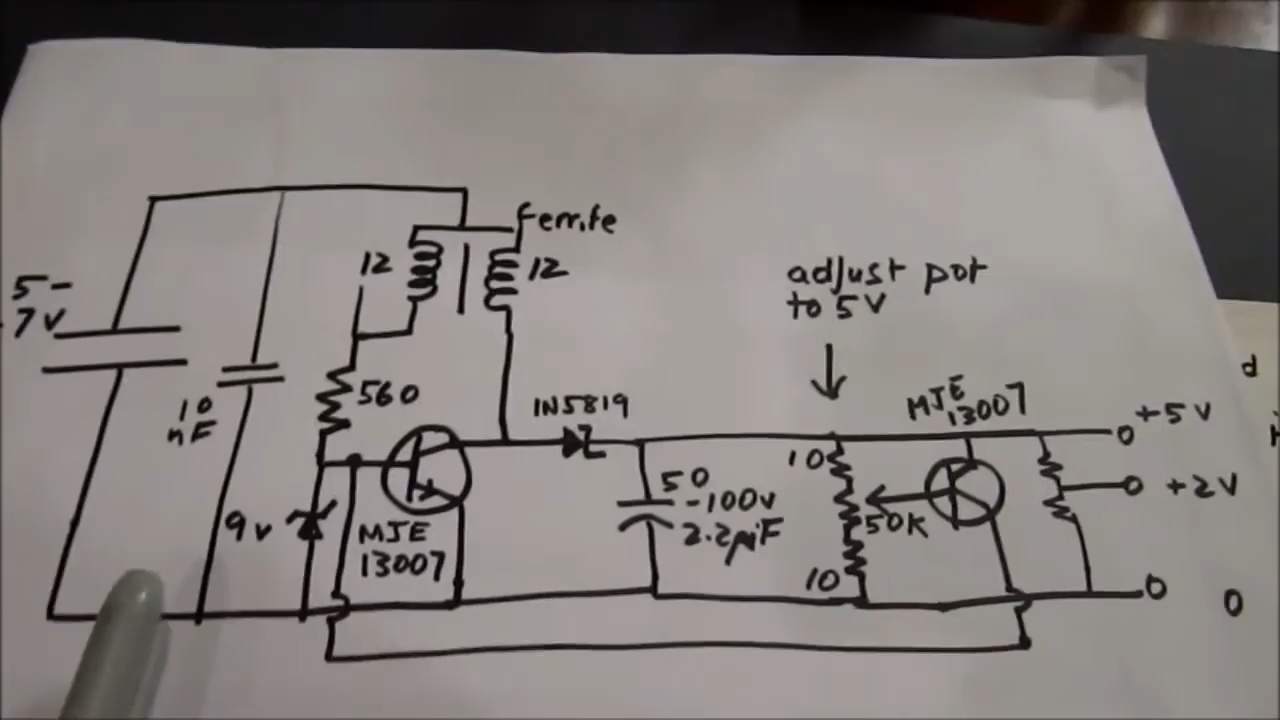 Ferrite
12
12
5-
7V
adjust pot
to 5V
560
1N5819
MJE
13007
+5V
10
nF
10
50
-100V
2.2µF
+2V
9v
MJE
13007
50K
10
0
d